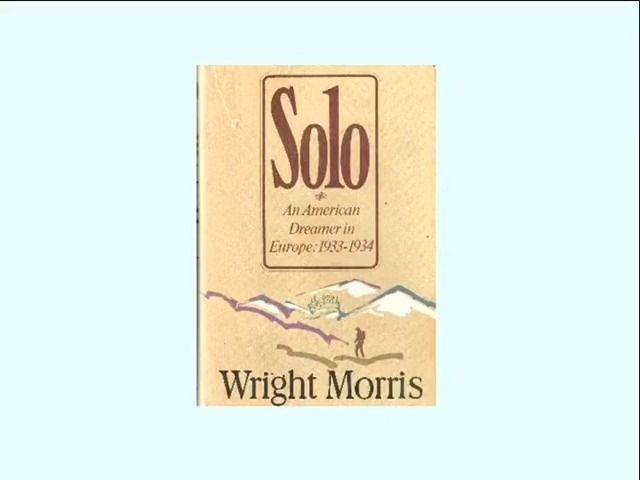 Solo
An American
Dreamer in
Europe: 1933-1934
Wright Morris